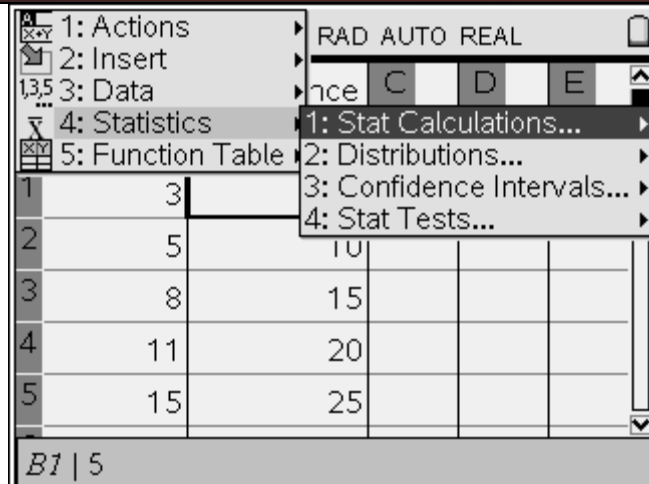 1: Actions
RAD AUTO REAL
2: Insert
3: Data
nce C D E
4: Statistics
1: Stat Calculations...
5: Function Table
2: Distributions...
3: Confidence Intervals...
4: Stat Tests...
1 3
2 5 10
3 8 15
4 11 20
5 15 25
B1 | 5